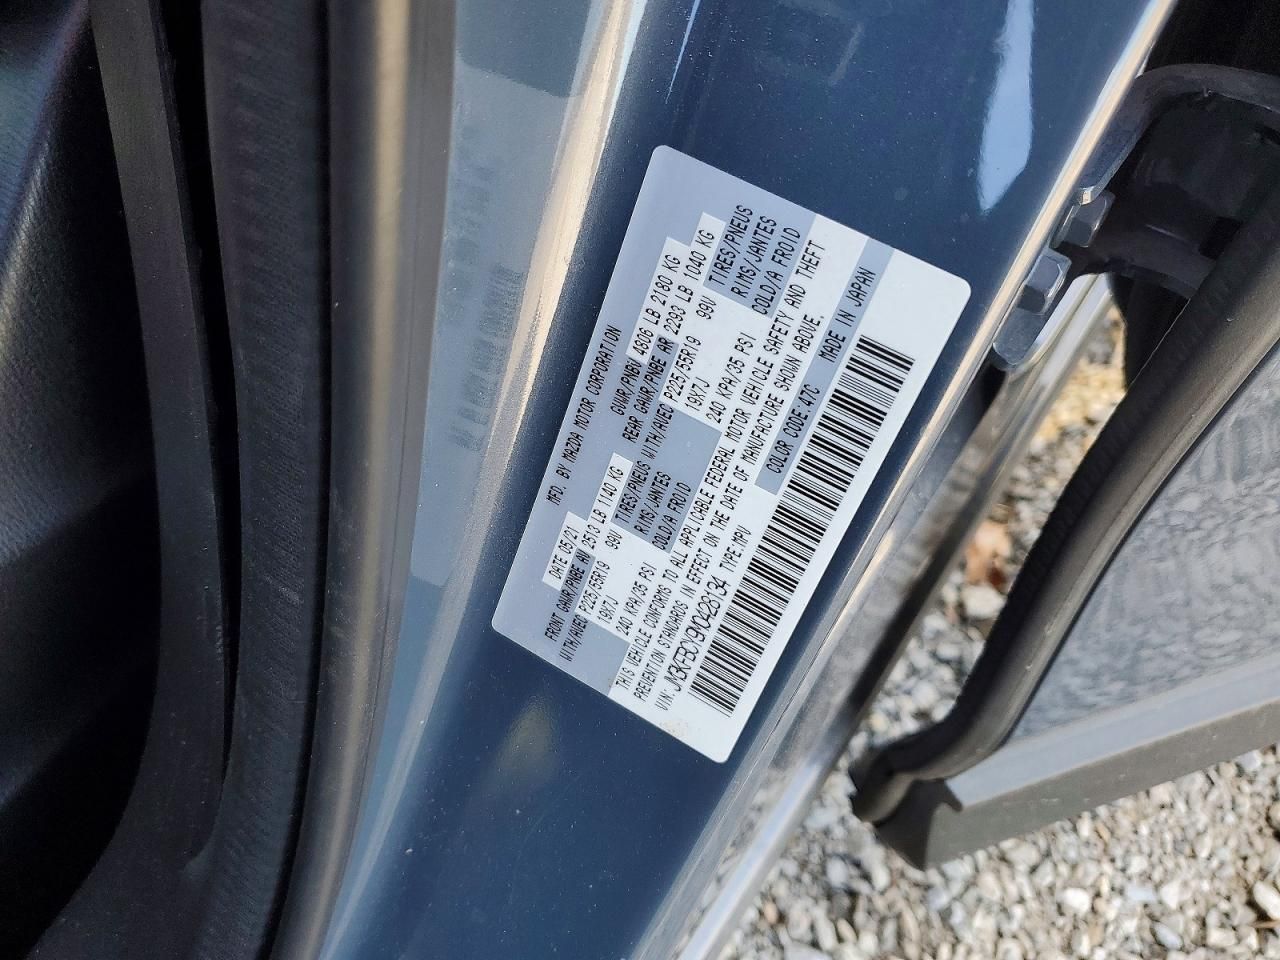 MFD. BY MAZDA MOTOR CORPORATION
DATE 05/21 GVWR/PNBV 4806 LB 2180 KG
FRONT GAWR/PNBE AV 2513 LB 1140 KG REAR GAWR/PNBE AR 2293 LB 1040 KG
WITH/AVEC P225/55R19 99V TIRES/PNEUS WITH/AVEC P225/55R19 99V TIRES/PNEUS
19X7J RIMS/JANTES 19X7J RIMS/JANTES
240 KPA/35 PSI COLD/A FROID 240 KPA/35 PSI COLD/A FROID
THIS VEHICLE CONFORMS TO ALL APPLICABLE FEDERAL MOTOR VEHICLE SAFETY AND THEFT
PREVENTION STANDARDS IN EFFECT ON THE DATE OF MANUFACTURE SHOWN ABOVE.
VIN: JM3KFBCY9N0428134 TYPE:MPV COLOR CODE:47C MADE IN JAPAN